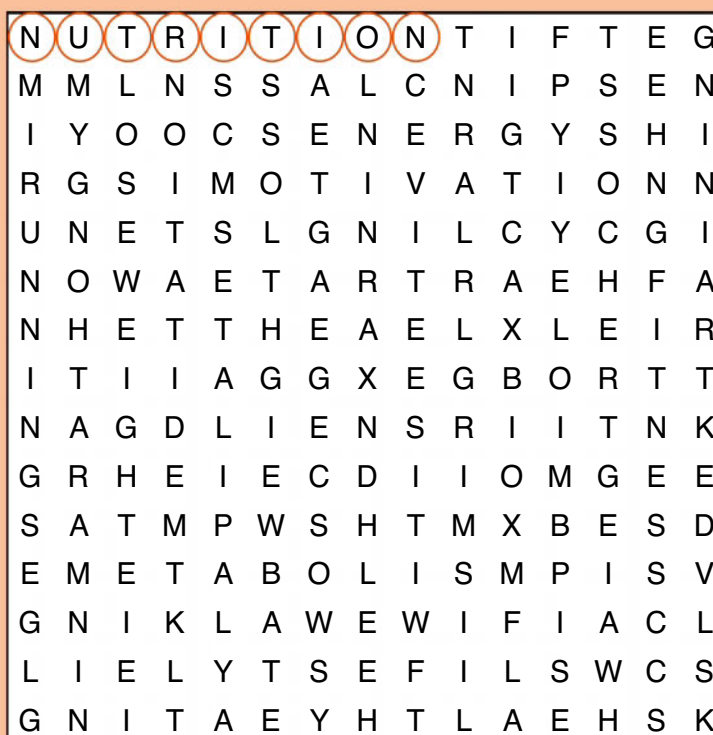 N U T R I T I O N T I F T E G
M M L N S S A L C N I P S E N
I Y O O C S E N E R G Y S H I
R G S I M O T I V A T I O N N
U N E T S L G N I L C Y C G I
N O W A E T A R T R A E H F A
N H E T T H E A E L X L E I R
I T I I A G G X E G B O R T T
N A G D L I E N S R I I T N K
G R H E I E C D I I O M G E E
S A T M P W S H T M X B E S D
E M E T A B O L I S M P I S V
G N I K L A W E W I F I A C L
L I E L Y T S E F I L S W C S
G N I T A E Y H T L A E H S K